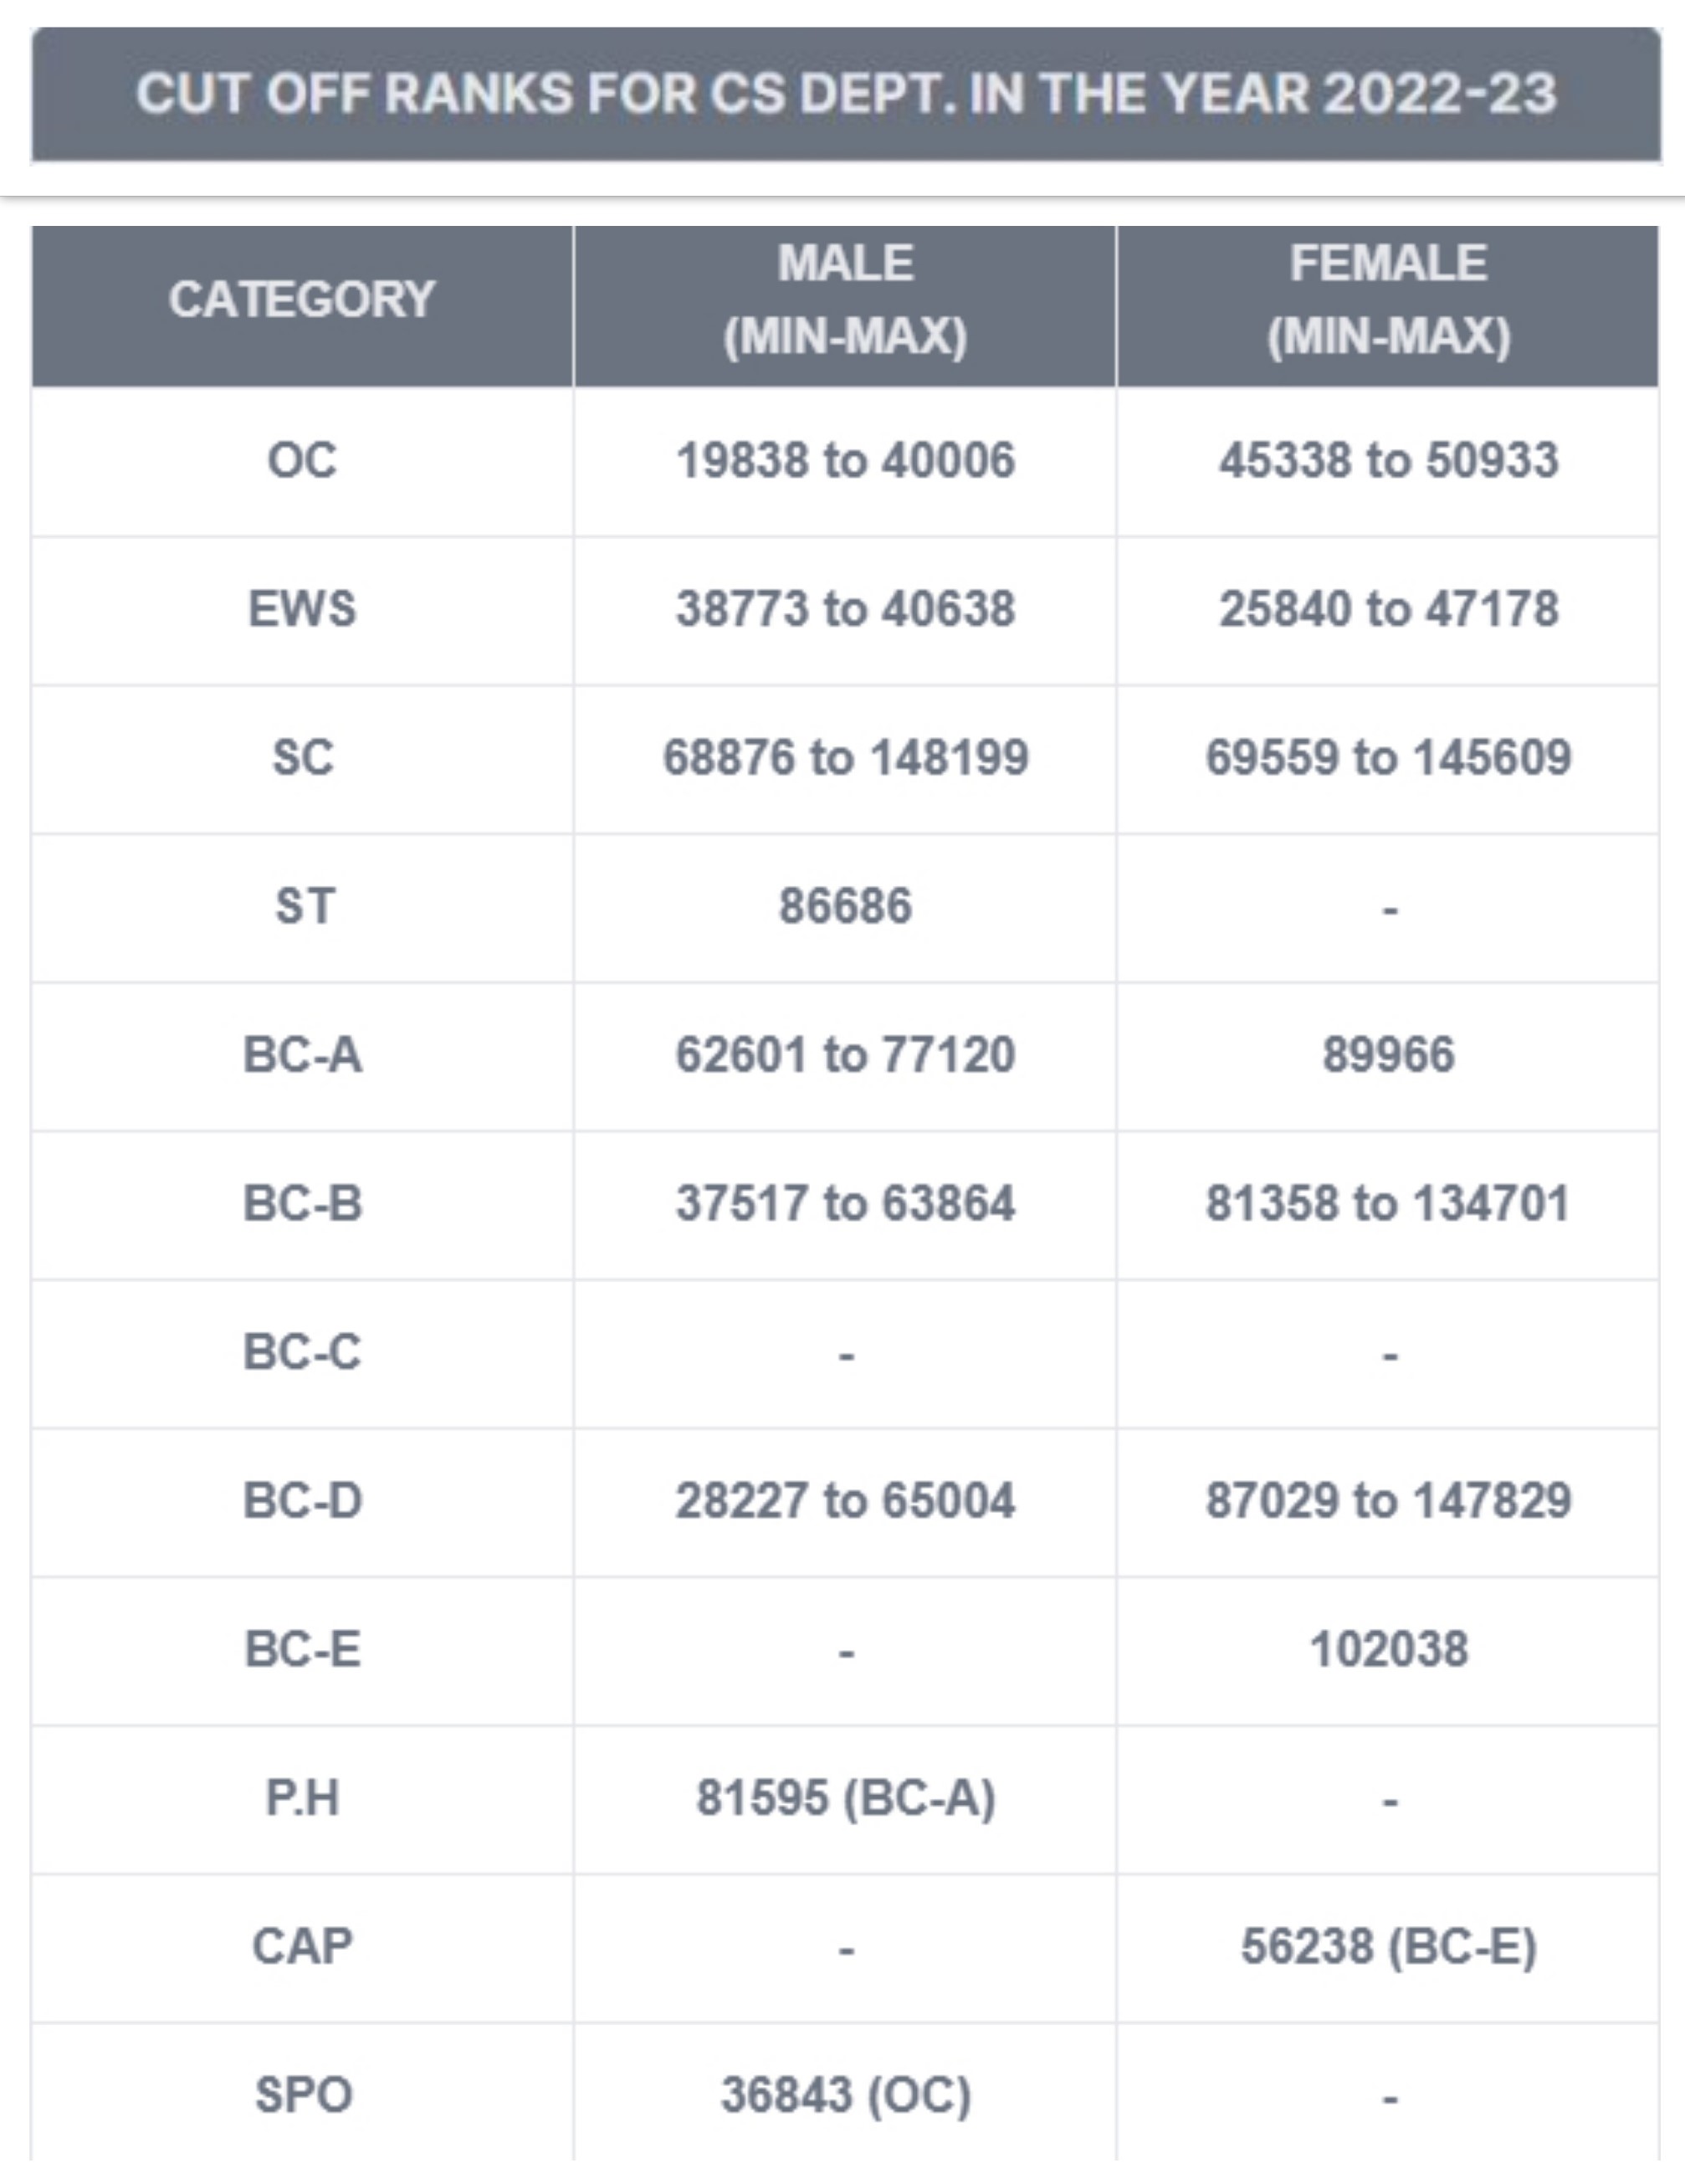 CUT OFF RANKS FOR CS DEPT. IN THE YEAR 2022-23
CATEGORY MALE (MIN-MAX) FEMALE (MIN-MAX)
OC 19838 to 40006 45338 to 50933
EWS 38773 to 40638 25840 to 47178
SC 68876 to 148199 69559 to 145609
ST 86686 -
BC-A 62601 to 77120 89966
BC-B 37517 to 63864 81358 to 134701
BC-C - -
BC-D 28227 to 65004 87029 to 147829
BC-E - 102038
P.H 81595 (BC-A) -
CAP - 56238 (BC-E)
SPO 36843 (OC) -